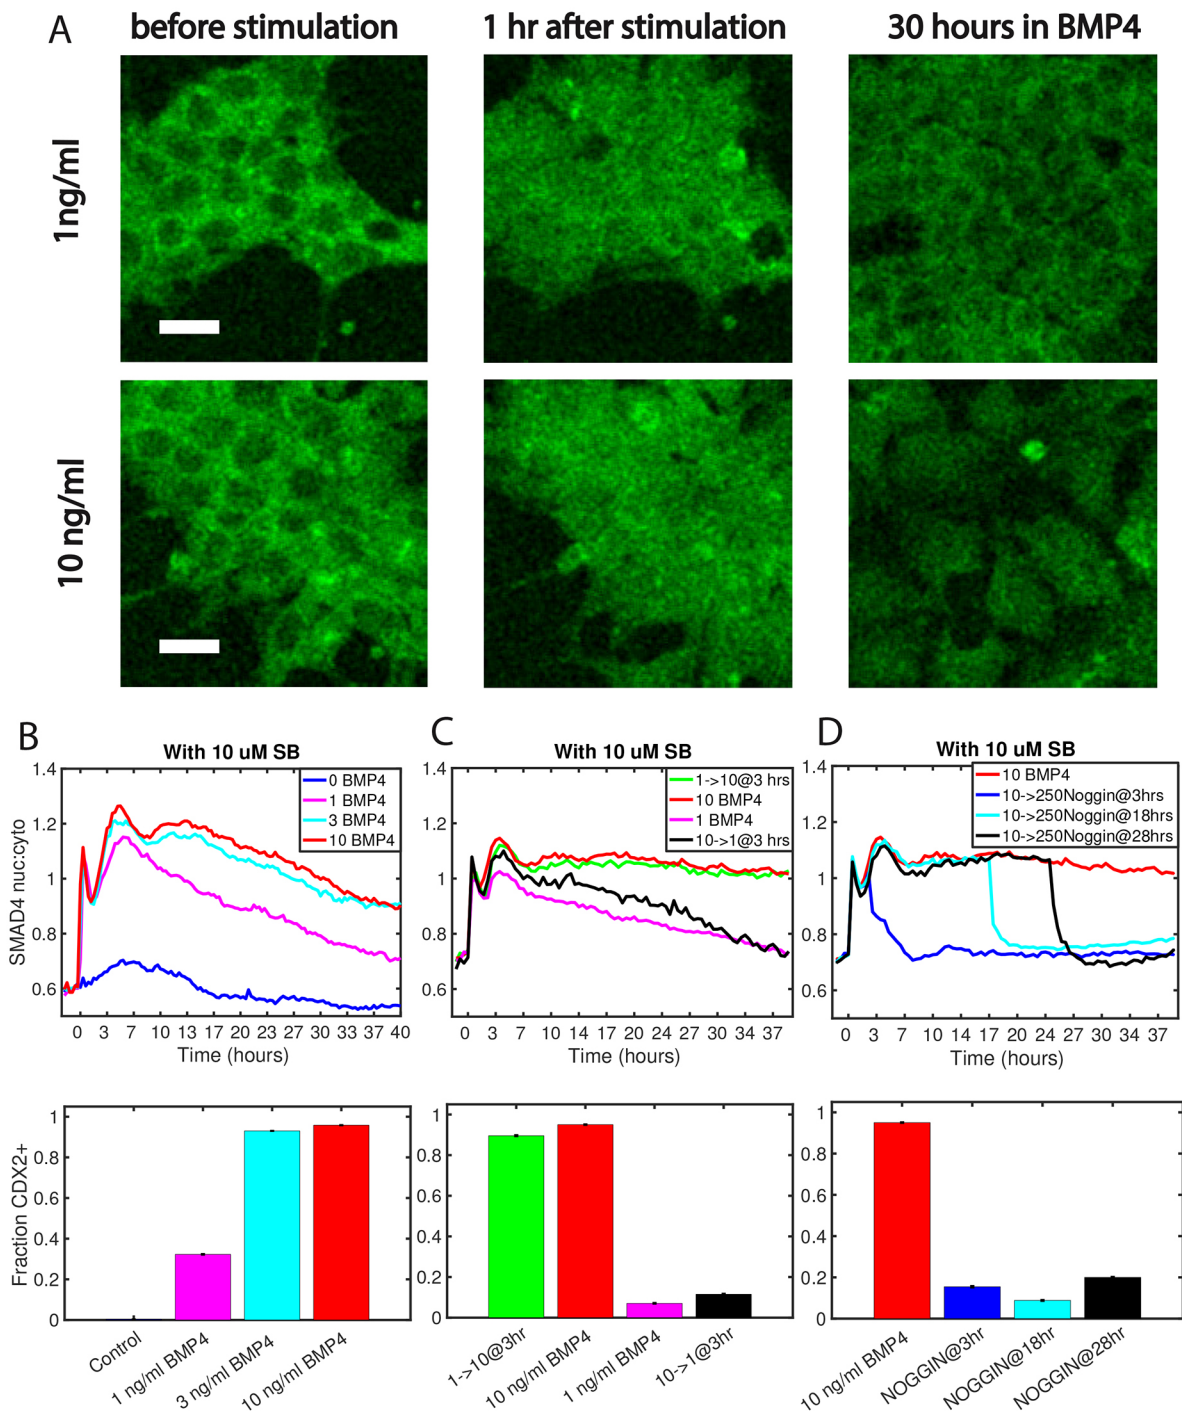 A
before stimulation
1 hr after stimulation
30 hours in BMP4
1ng/ml
10 ng/ml
B
With 10 uM SB
1.4
1.2
1
0.8
0.6
SMAD4 nuc:cyto
0 BMP4
1 BMP4
3 BMP4
10 BMP4
0 3 7 10 13 17 20 23 27 30 33 37 40
Time (hours)
C
With 10 uM SB
1.4
1.2
1
0.8
0.6
1->10@3 hrs
10 BMP4
1 BMP4
10->1@3 hrs
0 3 7 10 14 17 20 24 27 30 34 37
Time (hours)
D
With 10 uM SB
1.4
1.2
1
0.8
0.6
10 BMP4
10->250Noggin@3hrs
10->250Noggin@18hrs
10->250Noggin@28hrs
0 3 7 10 14 17 20 24 27 30 34 37
Time (hours)
1
0.8
0.6
0.4
0.2
0
Fraction CDX2+
Control
1 ng/ml BMP4
3 ng/ml BMP4
10 ng/ml BMP4
1
0.8
0.6
0.4
0.2
0
1->10@3hr
10 ng/ml BMP4
1 ng/ml BMP4
10->1@3hr
1
0.8
0.6
0.4
0.2
0
10 ng/ml BMP4
NOGGIN@3hr
NOGGIN@18hr
NOGGIN@28hr